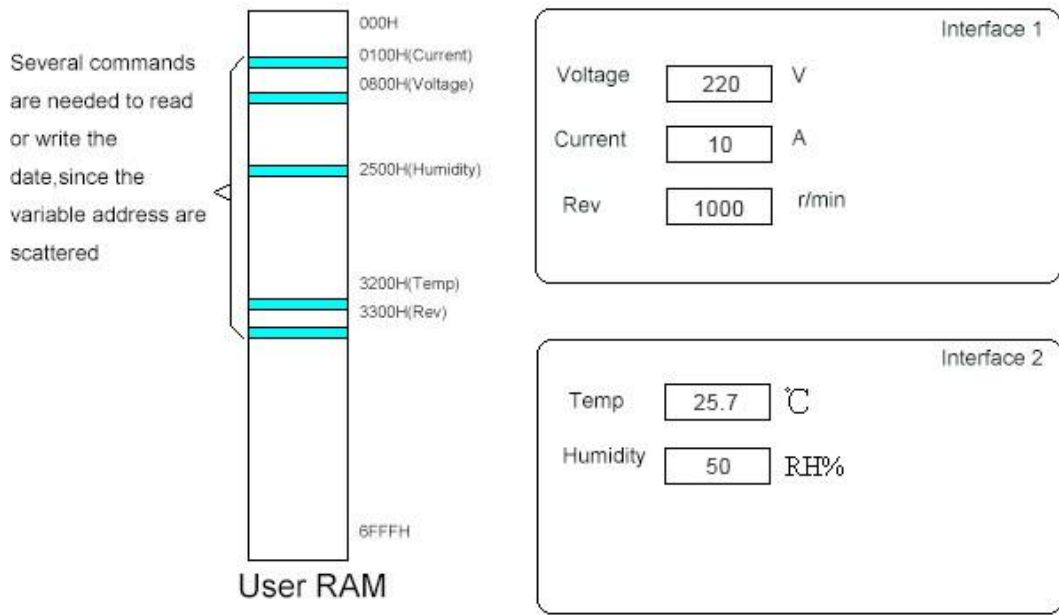 Several commands
are needed to read
or write the
date,since the
variable address are
scattered
000H
0100H(Current)
0800H(Voltage)
2500H(Humidity)
3200H(Temp)
3300H(Rev)
6FFFH
User RAM
Interface 1
Voltage 220 V
Current 10 A
Rev 1000 r/min
Interface 2
Temp 25.7 ℃
Humidity 50 RH%